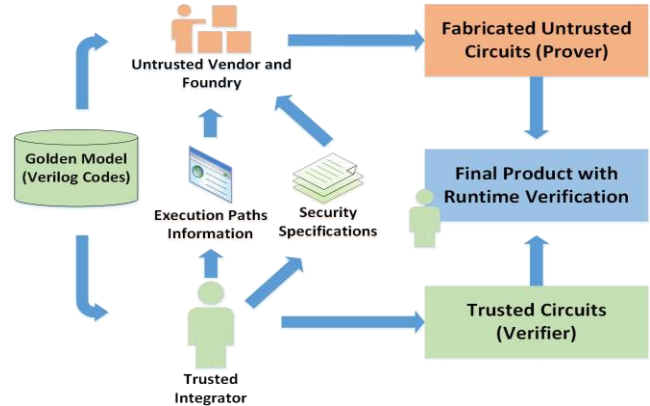 Untrusted Vendor and
Foundry
Fabricated Untrusted
Circuits (Prover)
Golden Model
(Verilog Codes)
Execution Paths
Information
Security
Specifications
Final Product with
Runtime Verification
Trusted
Integrator
Trusted Circuits
(Verifier)